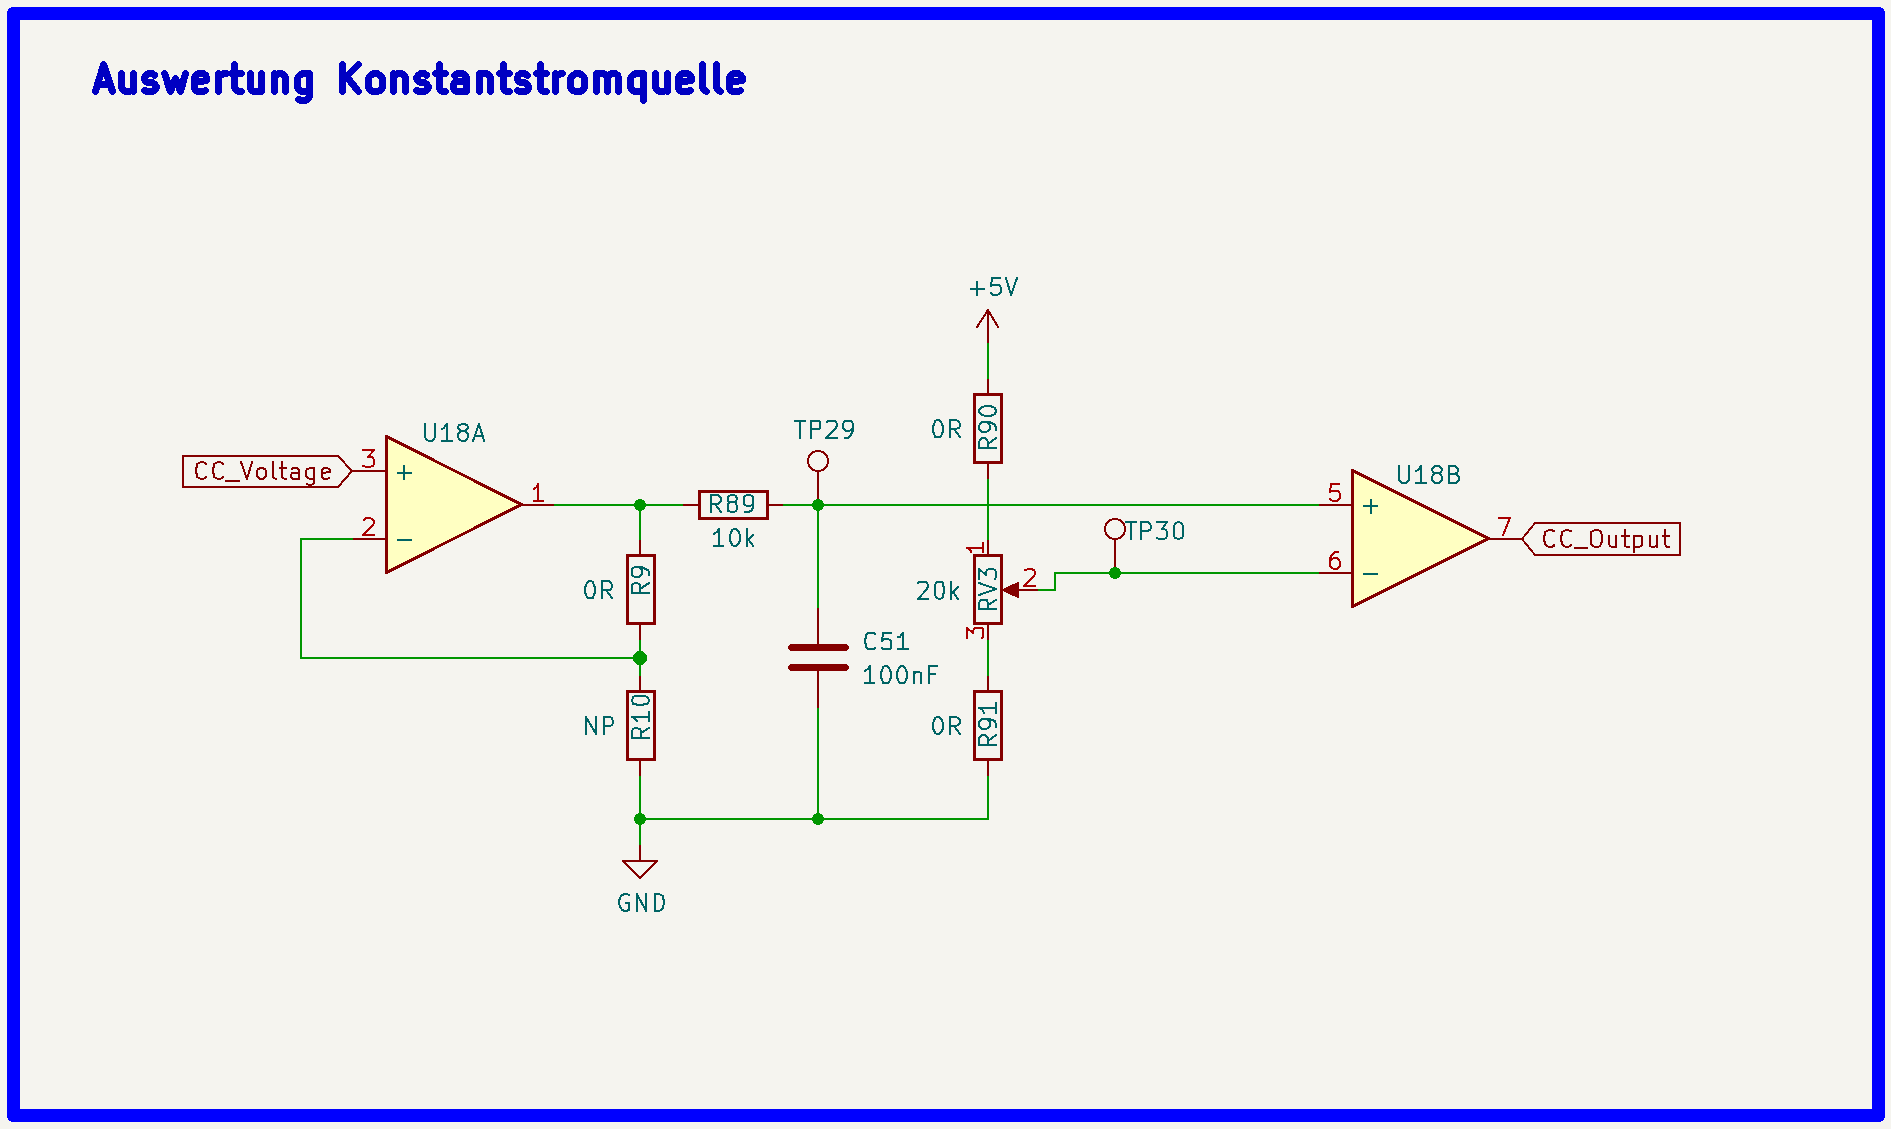 Auswertung Konstantstromquelle
+5V
0R
R90
TP29
U18A
CC_Voltage
3
+
2
-
1
R89
10k
TP30
U18B
5
+
6
-
7
CC_Output
0R
R9
1
20k
RV3
2
3
C51
100nF
NP
R10
0R
R91
GND